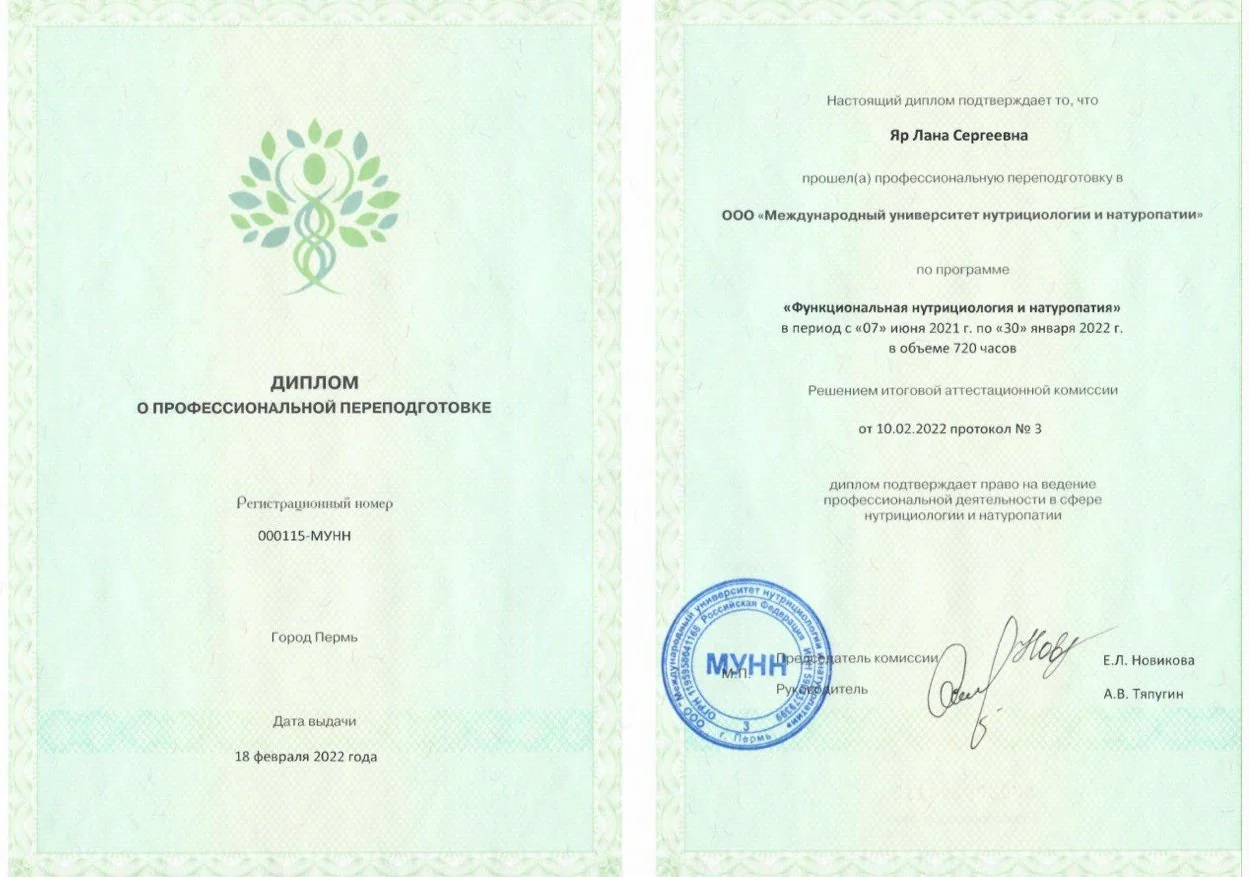 ДИПЛОМ
О ПРОФЕССИОНАЛЬНОЙ ПЕРЕПОДГОТОВКЕ
Регистрационный номер
000115-МУНН
Город Пермь
Дата выдачи
18 февраля 2022 года
Настоящий диплом подтверждает то, что
Яр Лана Сергеевна
прошел(а) профессиональную переподготовку в
ООО «Международный университет нутрициологии и натуропатии»
по программе
«Функциональная нутрициология и натуропатия»
в период с «07» июня 2021 г. по «30» января 2022 г.
в объеме 720 часов
Решением итоговой аттестационной комиссии
от 10.02.2022 протокол № 3
диплом подтверждает право на ведение
профессиональной деятельности в сфере
нутрициологии и натуропатии
ООО "Международный университет нутрициологии и натуропатии"
Российская Федерация
МУНН
3
г. Пермь
М.П.
Председатель комиссии
Е.Л. Новикова
Руководитель
А.В. Тяпугин